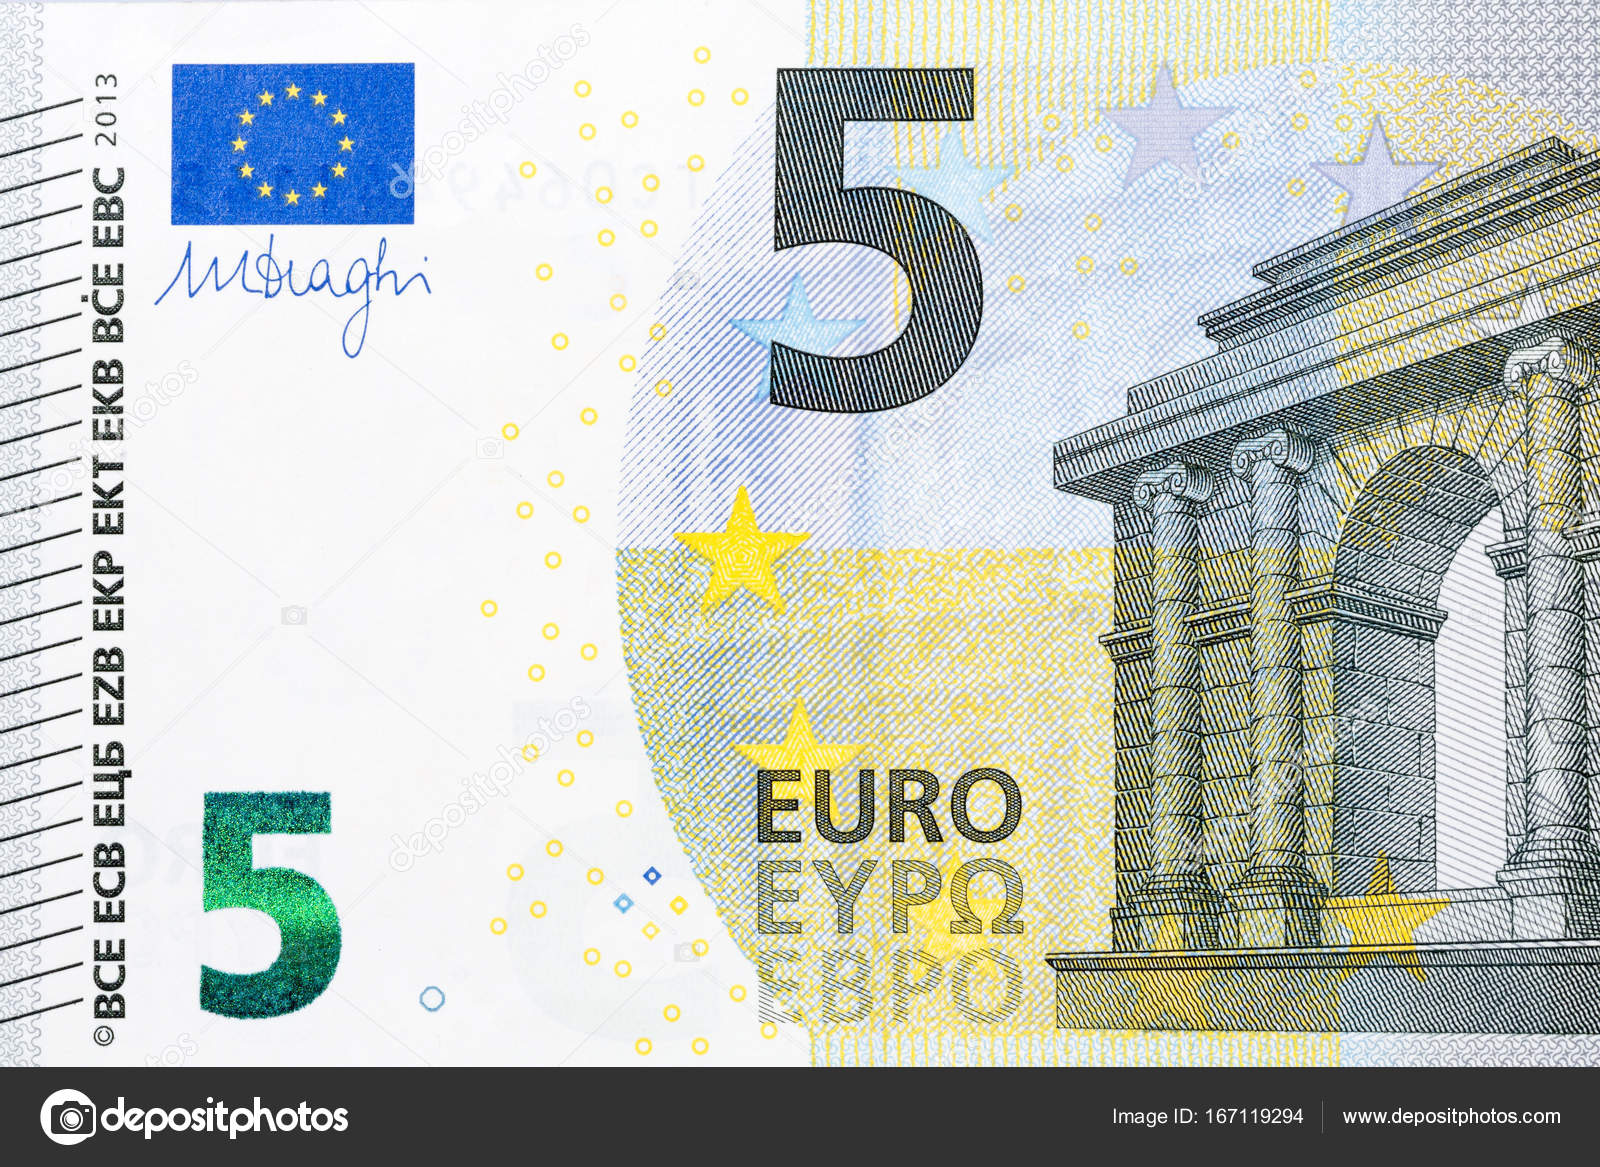 ©BCE ECB ЕЦБ EZB EKP EKT EKB BĊE EBC 2013
MDraghi
5
5
EURO
ΕΥΡΩ
ЕВРО
depositphotos
Image ID: 167119294
www.depositphotos.com